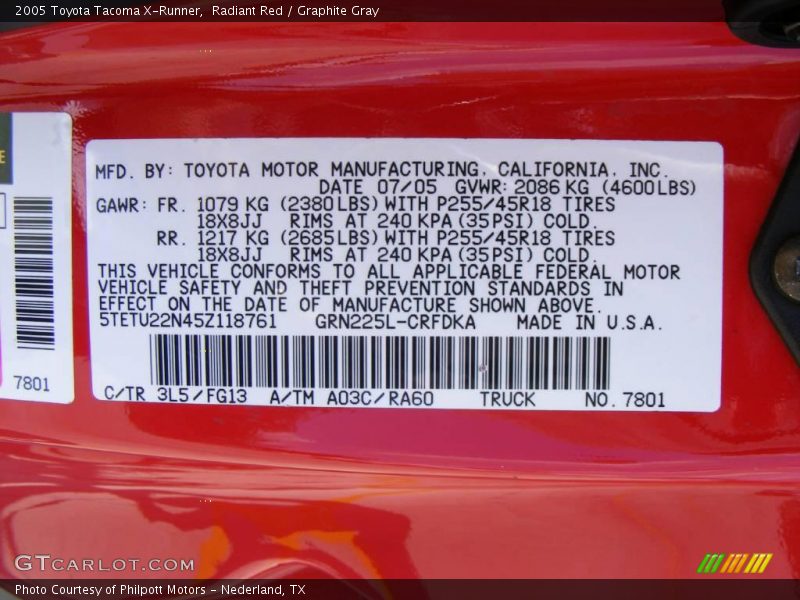 2005 Toyota Tacoma X-Runner,  Radiant Red / Graphite Gray
E
MFD. BY: TOYOTA MOTOR MANUFACTURING, CALIFORNIA, INC.
DATE 07/05 GVWR: 2086 KG (4600LBS)
GAWR: FR. 1079 KG (2380LBS) WITH P255/45R18 TIRES
18X8JJ RIMS AT 240 KPA (35PSI) COLD.
RR. 1217 KG (2685LBS) WITH P255/45R18 TIRES
18X8JJ RIMS AT 240 KPA (35PSI) COLD.
THIS VEHICLE CONFORMS TO ALL APPLICABLE FEDERAL MOTOR
VEHICLE SAFETY AND THEFT PREVENTION STANDARDS IN
EFFECT ON THE DATE OF MANUFACTURE SHOWN ABOVE.
5TETU22N45Z118761 GRN225L-CRFDKA MADE IN U.S.A.
C/TR 3L5/FG13 A/TM A03C/RA60 TRUCK NO. 7801
7801
GTCARLOT.COM
Photo Courtesy of Philpott Motors - Nederland, TX